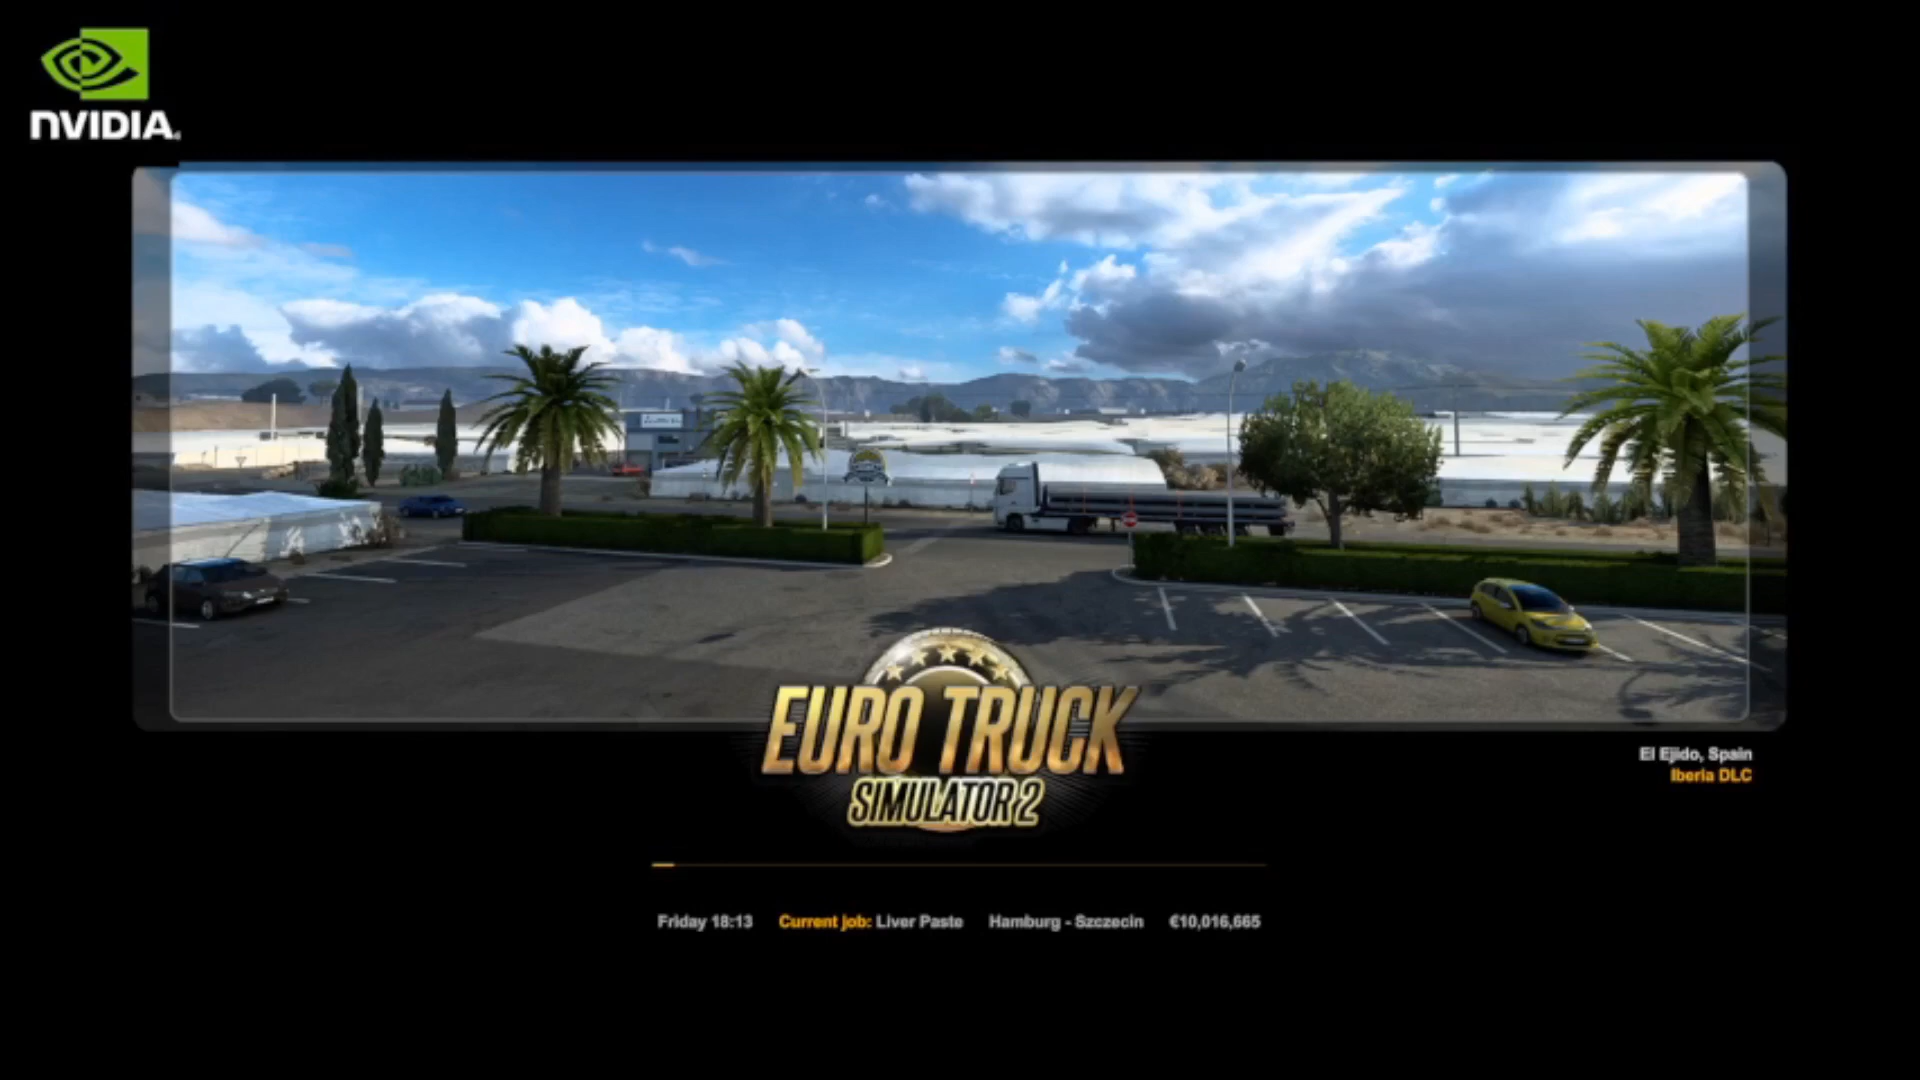 NVIDIA
EURO TRUCK
SIMULATOR 2
El Ejido, Spain
Iberia DLC
Friday 18:13 Current job: Liver Paste Hamburg - Szczecin €10,016,665